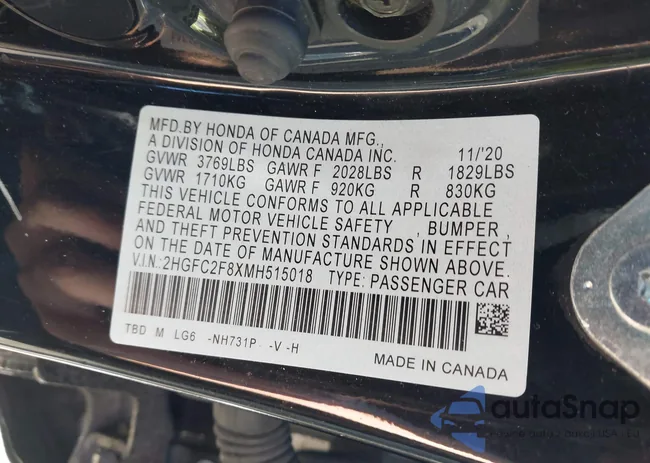 MFD.BY HONDA OF CANADA MFG.,
A DIVISION OF HONDA CANADA INC. 11/'20
GVWR 3769LBS GAWR F 2028LBS R 1829LBS
GVWR 1710KG GAWR F 920KG R 830KG
THIS VEHICLE CONFORMS TO ALL APPLICABLE
FEDERAL MOTOR VEHICLE SAFETY , BUMPER,
AND THEFT PREVENTION STANDARDS IN EFFECT
ON THE DATE OF MANUFACTURE SHOWN ABOVE.
V.I.N.:2HGFC2F8XMH515018 TYPE: PASSENGER CAR
TBD M LG6 -NH731P -V-H
MADE IN CANADA
autaSnap